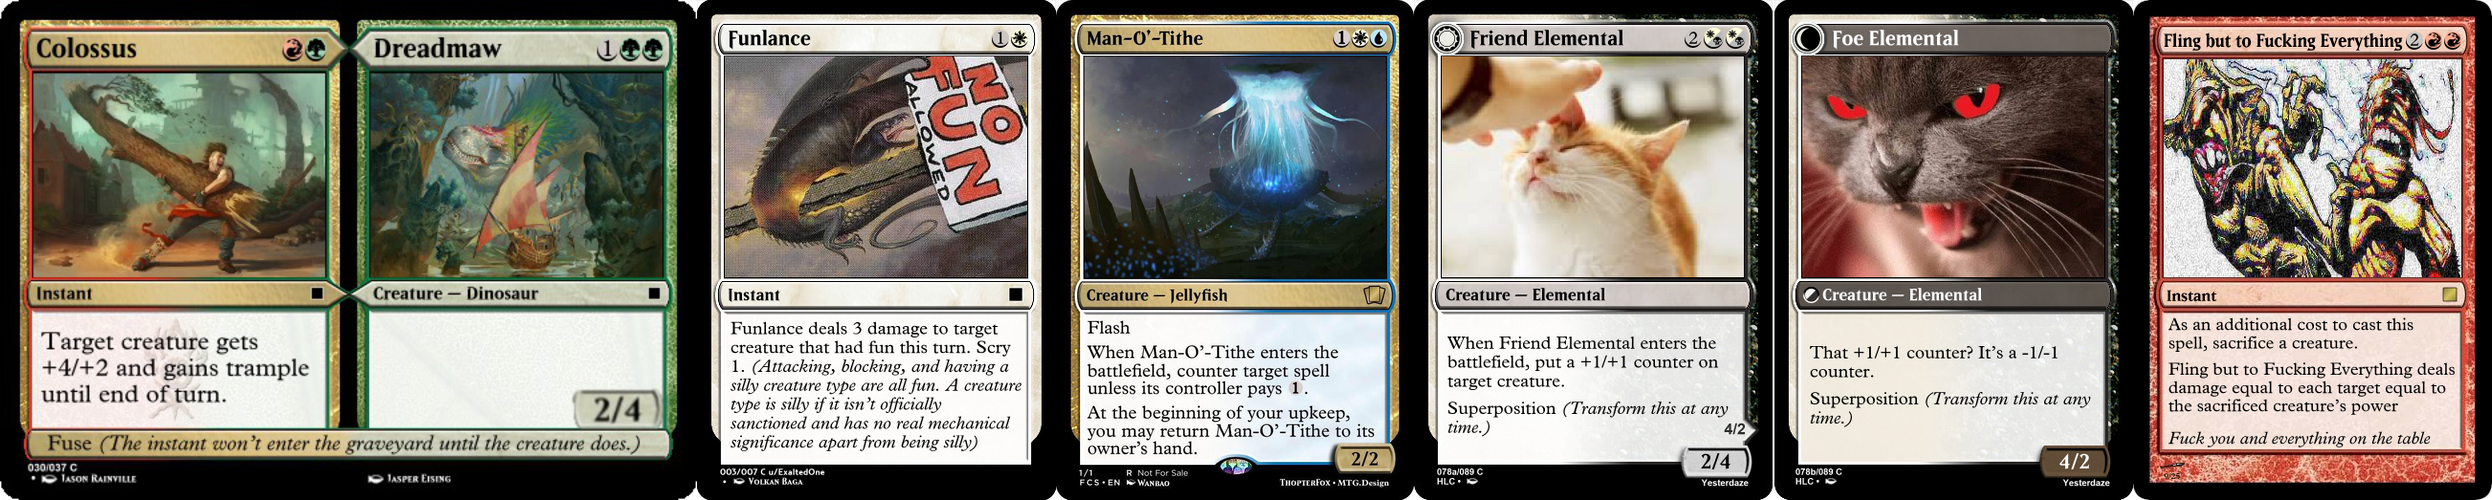 Colossus
Instant
Target creature gets
+4/+2 and gains trample
until end of turn.
Dreadmaw 1
Creature — Dinosaur
2/4
Fuse (The instant won't enter the graveyard until the creature does.)
030/037 C
• Jason Rainville
Jasper Eising
Funlance 1
NO
FUN
ALLOWED
Instant
Funlance deals 3 damage to target
creature that had fun this turn. Scry
1. (Attacking, blocking, and having a
silly creature type are all fun. A creature
type is silly if it isn't officially
sanctioned and has no real mechanical
significance apart from being silly)
003/007 C u/ExaltedOne
• Volkan Baga
Man-O'-Tithe 1
Creature — Jellyfish
Flash
When Man-O'-Tithe enters the
battlefield, counter target spell
unless its controller pays 1.
At the beginning of your upkeep,
you may return Man-O'-Tithe to its
owner's hand.
2/2
1/1 R Not For Sale
FCS • EN Wanbao
ThopterFox • MTG.Design
Friend Elemental 2
Creature — Elemental
When Friend Elemental enters the
battlefield, put a +1/+1 counter on
target creature.
Superposition (Transform this at any
time.)
4/2
2/4
078a/089 C
HLC •
Yesterdaze
Foe Elemental
Creature — Elemental
That +1/+1 counter? It's a -1/-1
counter.
Superposition (Transform this at any
time.)
4/2
078b/089 C
HLC •
Yesterdaze
Fling but to Fucking Everything 2
Instant
As an additional cost to cast this
spell, sacrifice a creature.
Fling but to Fucking Everything deals
damage equal to each target equal to
the sacrificed creature's power
Fuck you and everything on the table